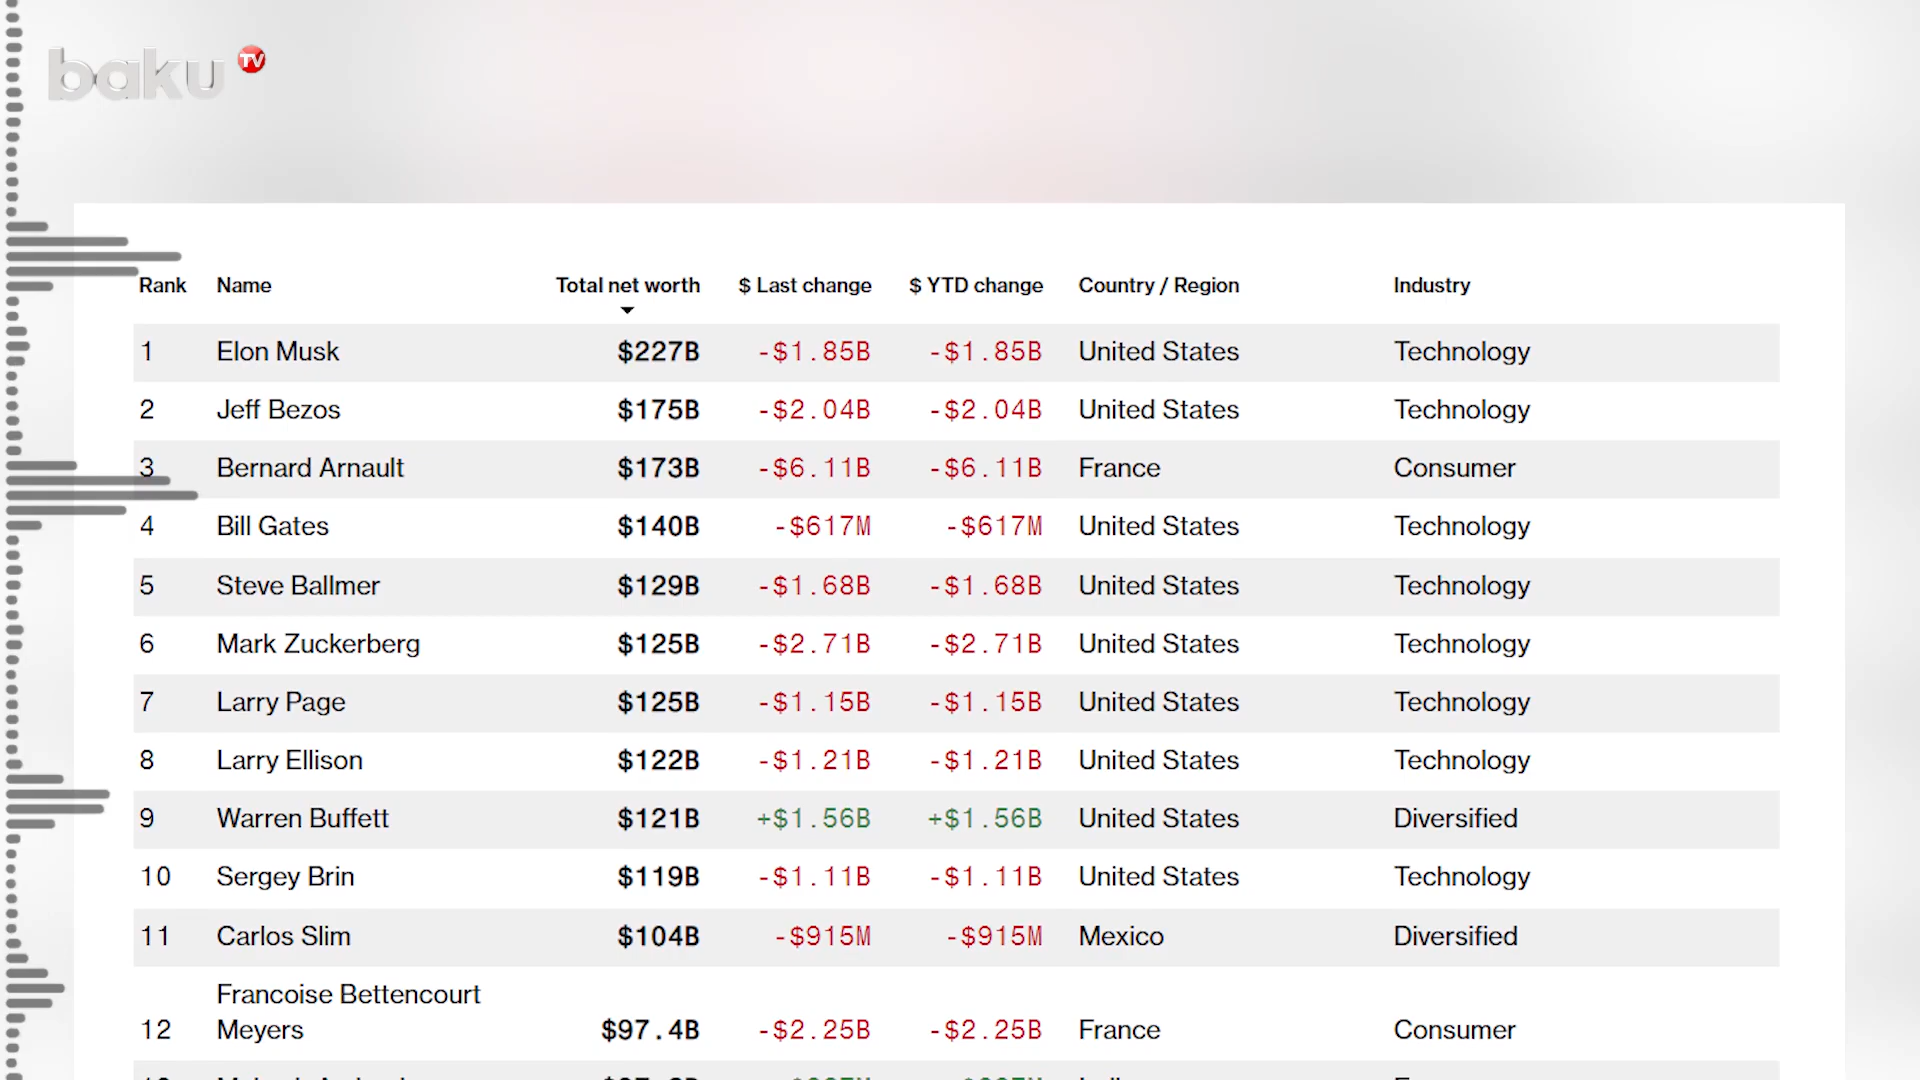 baku TV
Rank Name Total net worth $ Last change $ YTD change Country / Region Industry
1 Elon Musk $227B -$1.85B -$1.85B United States Technology
2 Jeff Bezos $175B -$2.04B -$2.04B United States Technology
3 Bernard Arnault $173B -$6.11B -$6.11B France Consumer
4 Bill Gates $140B -$617M -$617M United States Technology
5 Steve Ballmer $129B -$1.68B -$1.68B United States Technology
6 Mark Zuckerberg $125B -$2.71B -$2.71B United States Technology
7 Larry Page $125B -$1.15B -$1.15B United States Technology
8 Larry Ellison $122B -$1.21B -$1.21B United States Technology
9 Warren Buffett $121B +$1.56B +$1.56B United States Diversified
10 Sergey Brin $119B -$1.11B -$1.11B United States Technology
11 Carlos Slim $104B -$915M -$915M Mexico Diversified
Francoise Bettencourt
12 Meyers $97.4B -$2.25B -$2.25B France Consumer